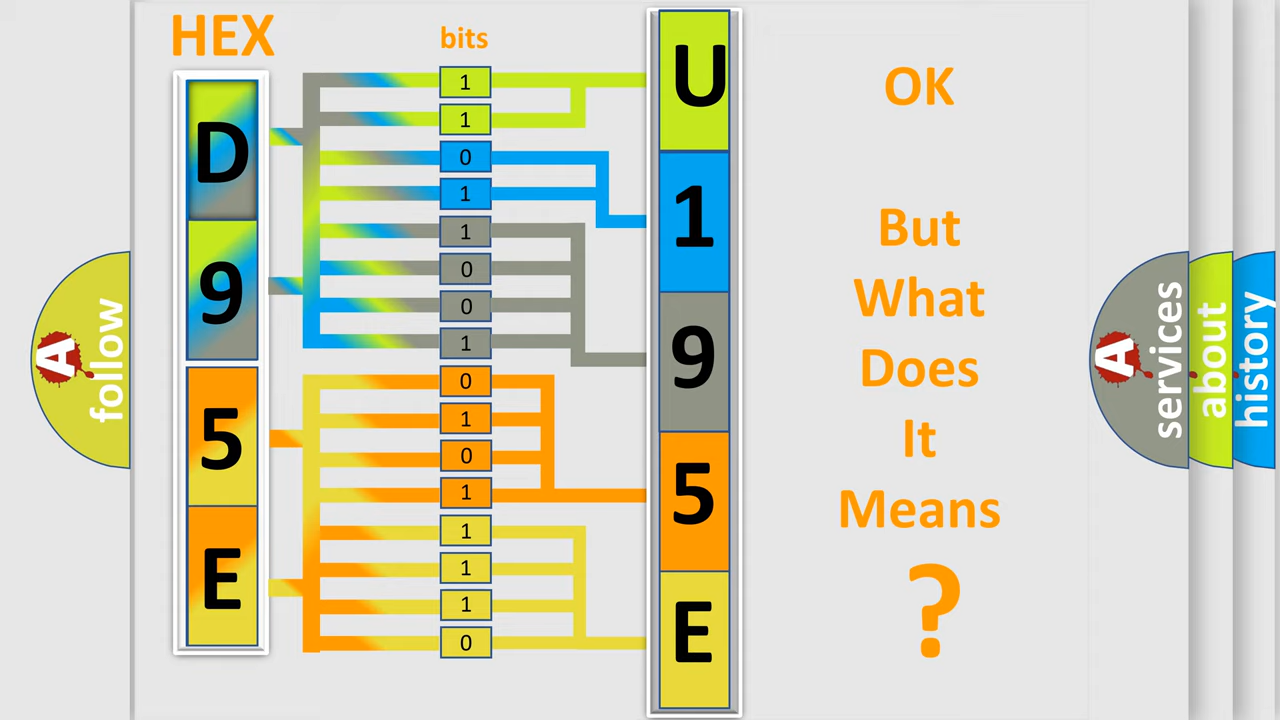 HEX
bits
D
9
5
E
1
1
0
1
1
0
0
1
0
1
0
1
1
1
1
0
U
1
9
5
E
OK
But
What
Does
It
Means
?
A
follow
A
services
about
history